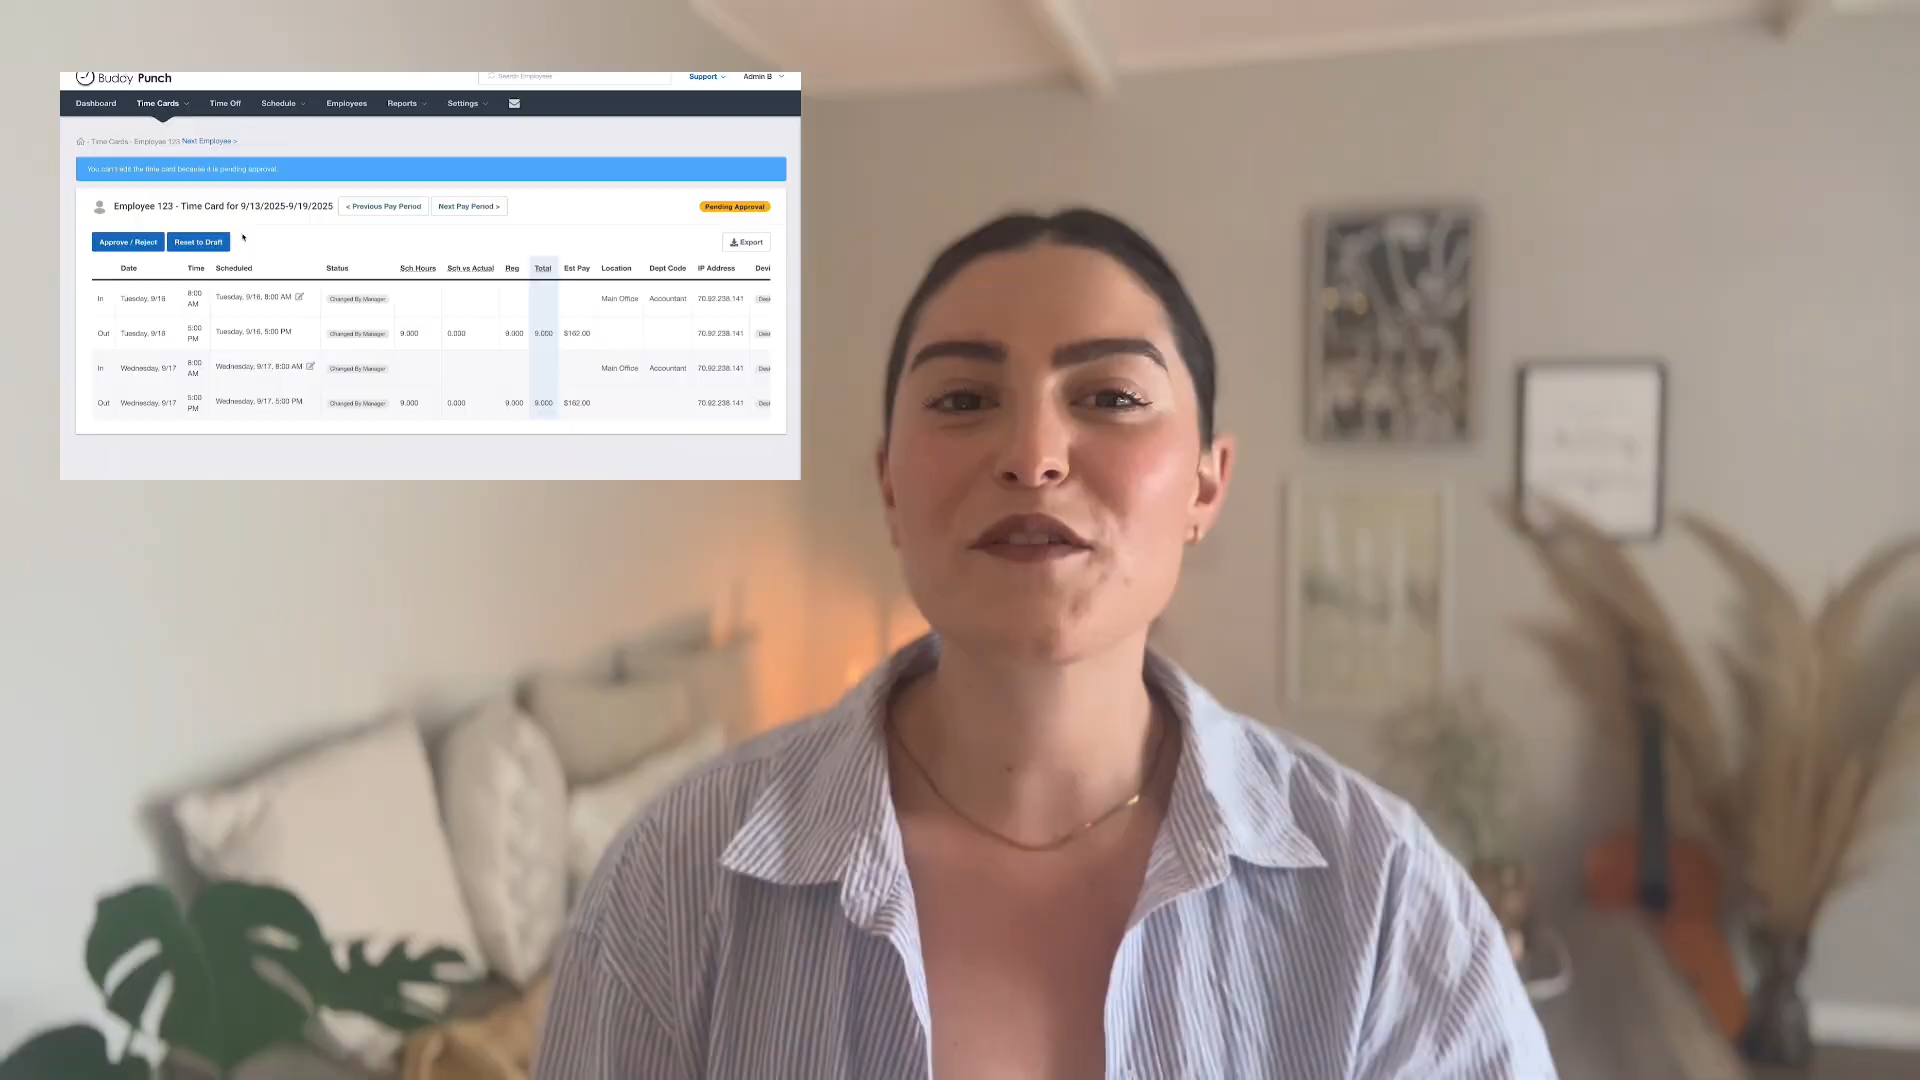 Buddy Punch
Search Employees
Support
Admin B
Dashboard Time Cards Time Off Schedule Employees Reports Settings
Time Cards - Employee 123 Next Employee >
You can't edit the time card because it is pending approval.
Employee 123 - Time Card for 9/13/2025-9/19/2025 < Previous Pay Period Next Pay Period > Pending Approval
Approve / Reject Reset to Draft Export
Date Time Scheduled Status Sch Hours Sch vs Actual Reg Total Est Pay Location Dept Code IP Address Devi
In Tuesday, 9/16 8:00 AM Tuesday, 9/16, 8:00 AM Changed By Manager Main Office Accountant 70.92.238.141
Out Tuesday, 9/16 5:00 PM Tuesday, 9/16, 5:00 PM Changed By Manager 9.000 0.000 9.000 9.000 $162.00 70.92.238.141
In Wednesday, 9/17 8:00 AM Wednesday, 9/17, 8:00 AM Changed By Manager Main Office Accountant 70.92.238.141
Out Wednesday, 9/17 5:00 PM Wednesday, 9/17, 5:00 PM Changed By Manager 9.000 0.000 9.000 9.000 $162.00 70.92.238.141